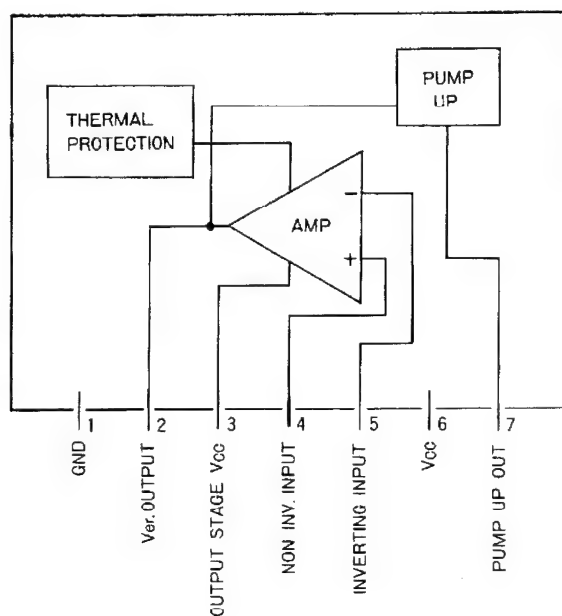 PUMP
UP
THERMAL
PROTECTION
−
AMP
+
1 2 3 4 5 6 7
GND
Ver.OUTPUT
OUTPUT STAGE Vcc
NON INV. INPUT
INVERTING INPUT
Vcc
PUMP UP OUT